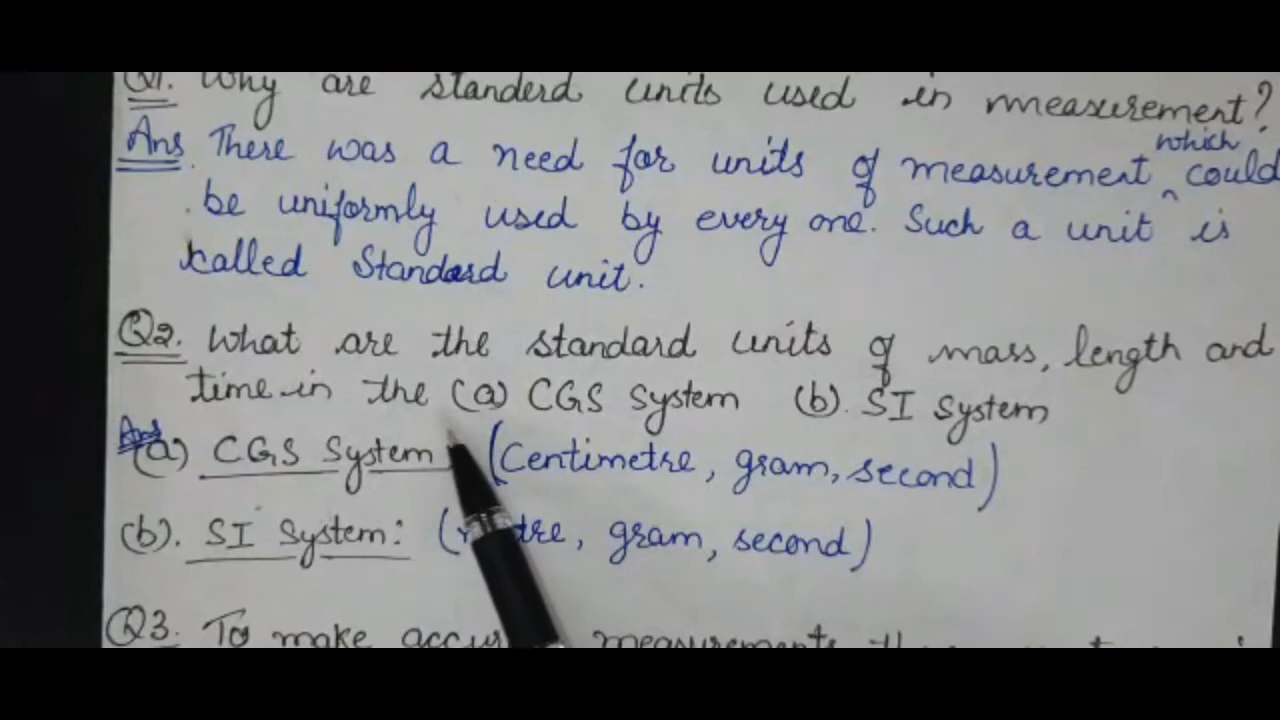 Q1. Why are standerd units used in measurement?
Ans. There was a need for units of measurement which could
be uniformly used by every one. Such a unit is
called Standard unit.
Q2. What are the standard units of mass, length and
time in the (a) CGS System (b). SI System
Ans (a) CGS System (Centimetre, gram, second)
(b). SI System: (metre, gram, second)
Q3. To make measurements